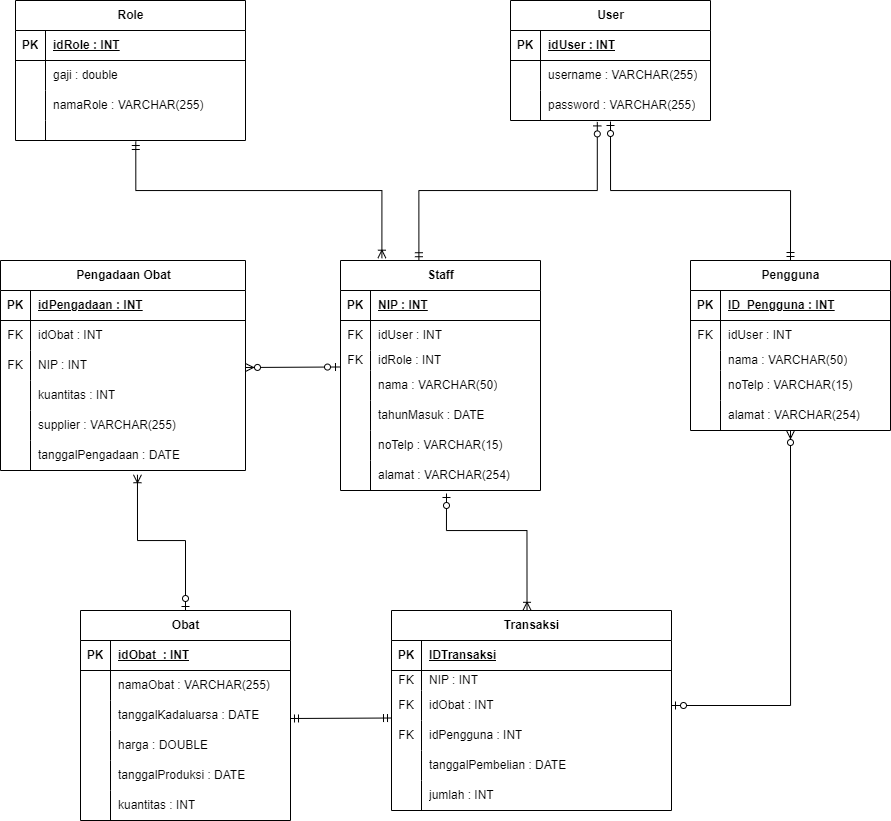 Role
PK idRole : INT
gaji : double
namaRole : VARCHAR(255)
User
PK idUser : INT
username : VARCHAR(255)
password : VARCHAR(255)
Pengadaan Obat
PK idPengadaan : INT
FK idObat : INT
FK NIP : INT
kuantitas : INT
supplier : VARCHAR(255)
tanggalPengadaan : DATE
Staff
PK NIP : INT
FK idUser : INT
FK idRole : INT
nama : VARCHAR(50)
tahunMasuk : DATE
noTelp : VARCHAR(15)
alamat : VARCHAR(254)
Pengguna
PK ID_Pengguna : INT
FK idUser : INT
nama : VARCHAR(50)
noTelp : VARCHAR(15)
alamat : VARCHAR(254)
Obat
PK idObat : INT
namaObat : VARCHAR(255)
tanggalKadaluarsa : DATE
harga : DOUBLE
tanggalProduksi : DATE
kuantitas : INT
Transaksi
PK IDTransaksi
FK NIP : INT
FK idObat : INT
FK idPengguna : INT
tanggalPembelian : DATE
jumlah : INT